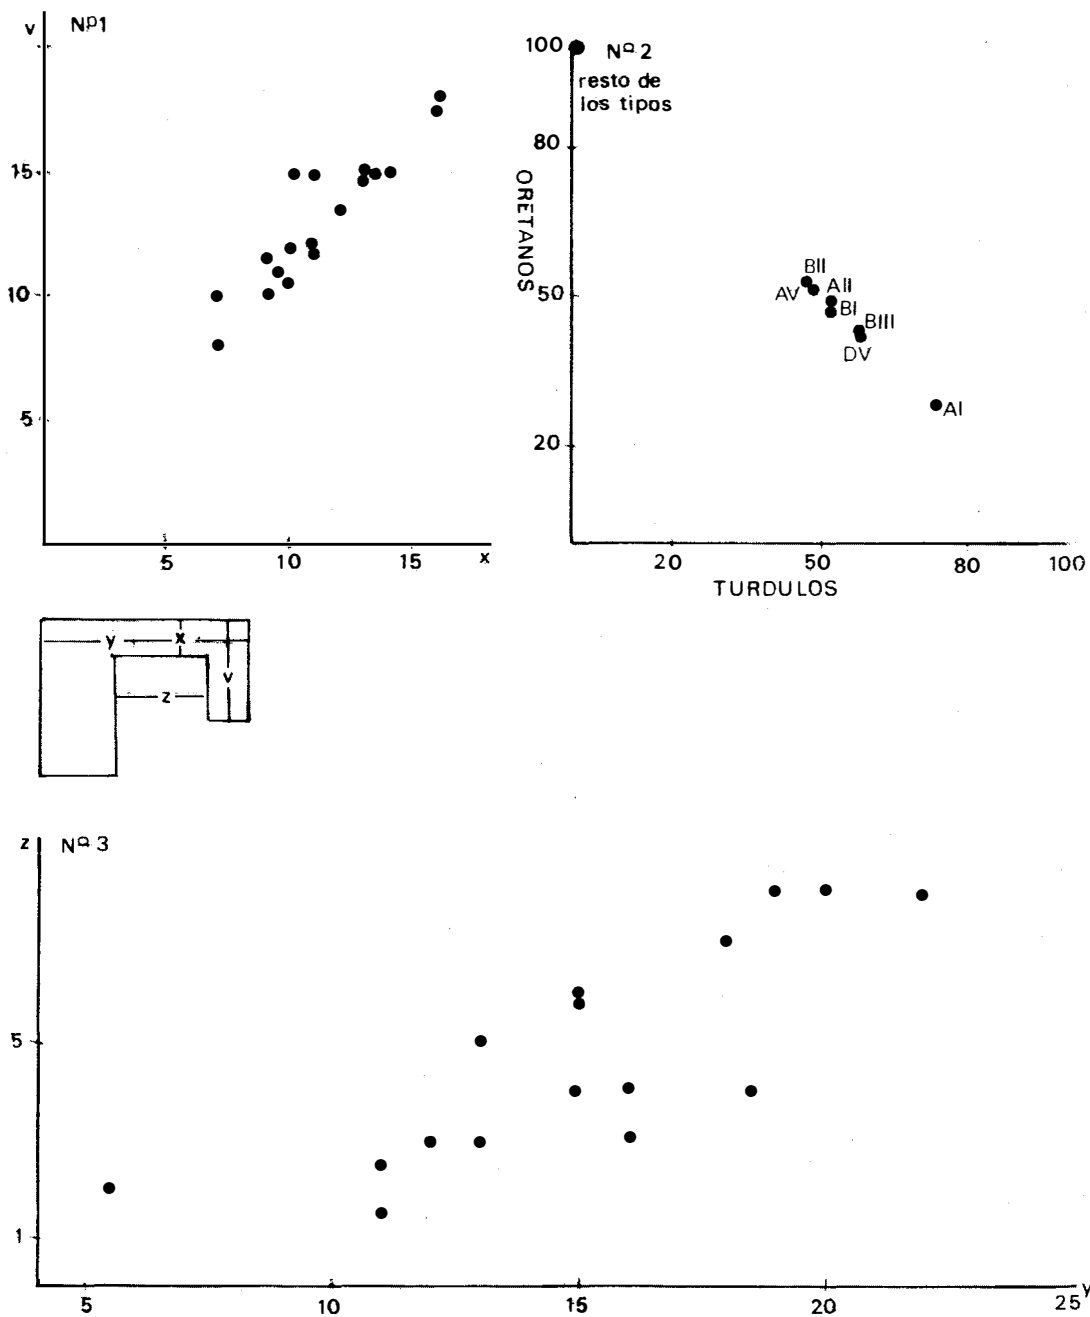 v Nº1
15
10
5
5 10 15 x
100 Nº 2
resto de
los tipos
80
ORETANOS
50
20
BII
AV AII
BI
BIII
DV
AI
20 50 80 100
TURDULOS
y x
v
z
z Nº 3
5
1
5 10 15 20 25 y